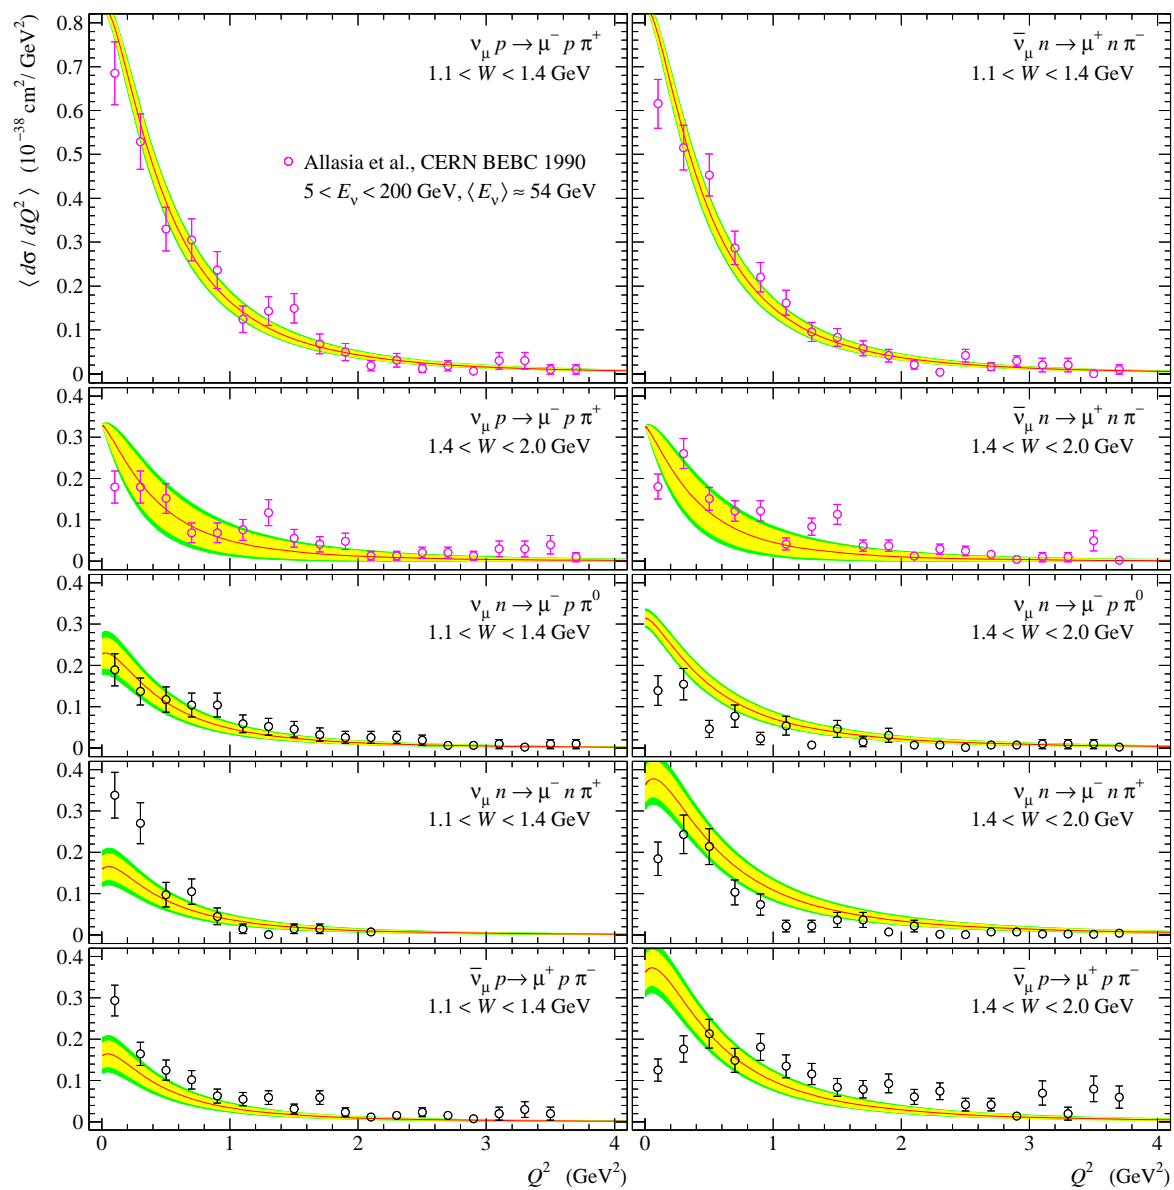 ⟨ dσ / dQ² ⟩ (10⁻³⁸ cm² / GeV²)
0.8
0.7
0.6
0.5
0.4
0.3
0.2
0.1
0
ν_μ p → μ⁻ p π⁺
1.1 < W < 1.4 GeV
Allasia et al., CERN BEBC 1990
5 < E_ν < 200 GeV, ⟨E_ν⟩ ≈ 54 GeV
ν̄_μ n → μ⁺ n π⁻
1.1 < W < 1.4 GeV
0.4
0.3
0.2
0.1
0
ν_μ p → μ⁻ p π⁺
1.4 < W < 2.0 GeV
ν̄_μ n → μ⁺ n π⁻
1.4 < W < 2.0 GeV
0.4
0.3
0.2
0.1
0
ν_μ n → μ⁻ p π⁰
1.1 < W < 1.4 GeV
ν_μ n → μ⁻ p π⁰
1.4 < W < 2.0 GeV
0.4
0.3
0.2
0.1
0
ν_μ n → μ⁻ n π⁺
1.1 < W < 1.4 GeV
ν_μ n → μ⁻ n π⁺
1.4 < W < 2.0 GeV
0.4
0.3
0.2
0.1
0
ν̄_μ p → μ⁺ p π⁻
1.1 < W < 1.4 GeV
ν̄_μ p → μ⁺ p π⁻
1.4 < W < 2.0 GeV
0 1 2 3 4
Q² (GeV²)
0 1 2 3 4
Q² (GeV²)